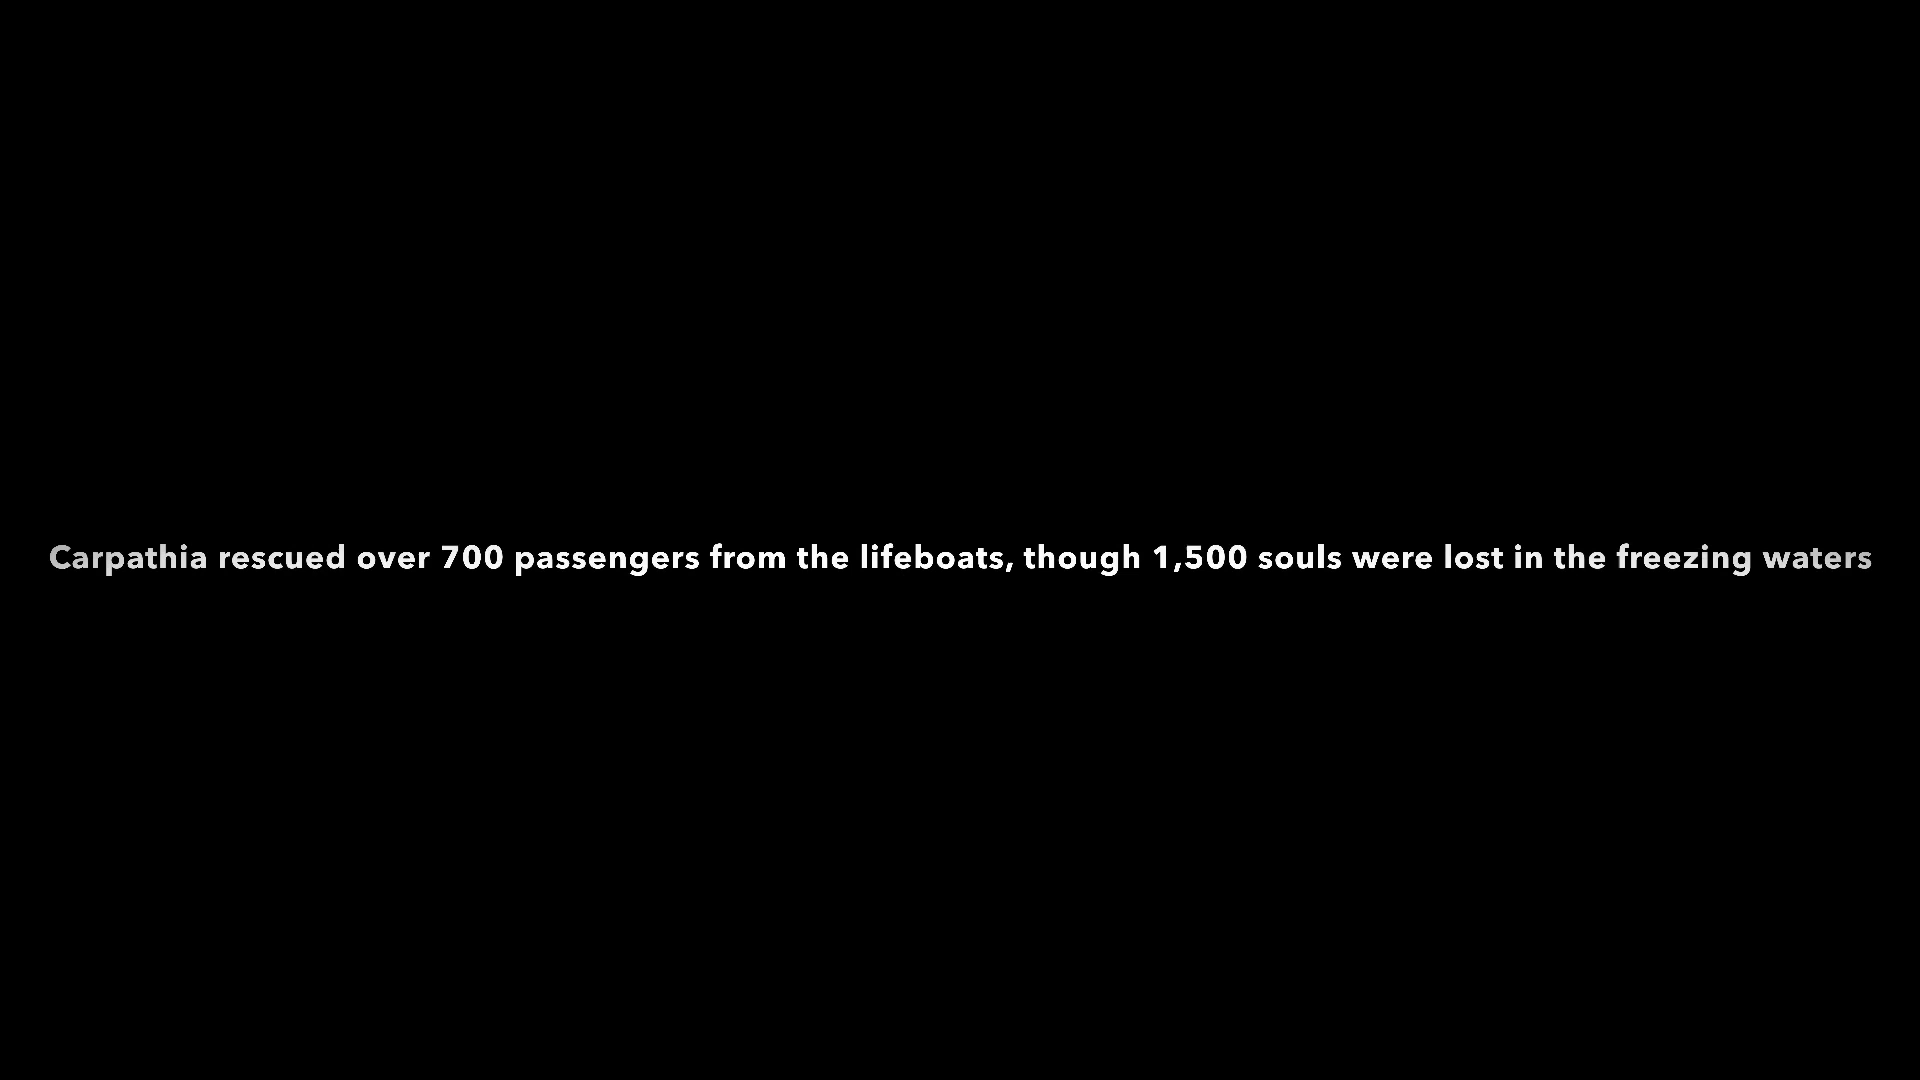 Carpathia rescued over 700 passengers from the lifeboats, though 1,500 souls were lost in the freezing waters